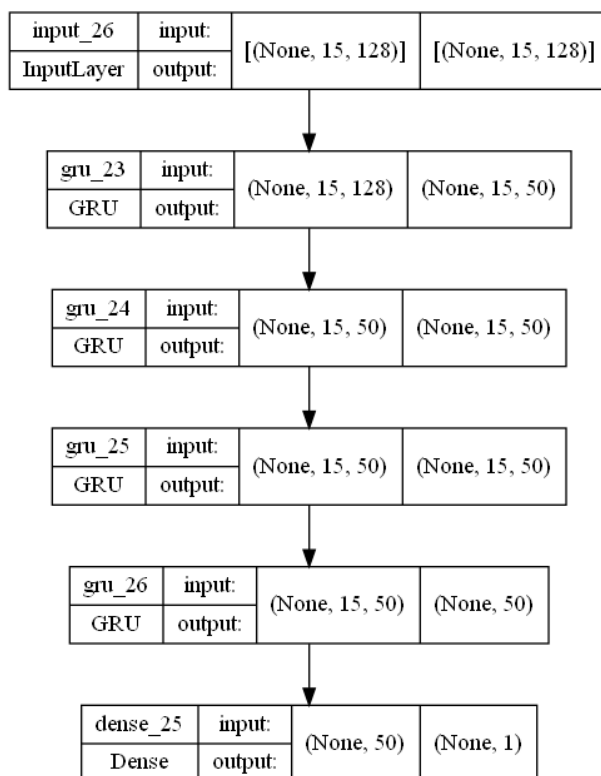 input_26 input: [(None, 15, 128)] [(None, 15, 128)]
InputLayer output:
gru_23 input: (None, 15, 128) (None, 15, 50)
GRU output:
gru_24 input: (None, 15, 50) (None, 15, 50)
GRU output:
gru_25 input: (None, 15, 50) (None, 15, 50)
GRU output:
gru_26 input: (None, 15, 50) (None, 50)
GRU output:
dense_25 input: (None, 50) (None, 1)
Dense output: